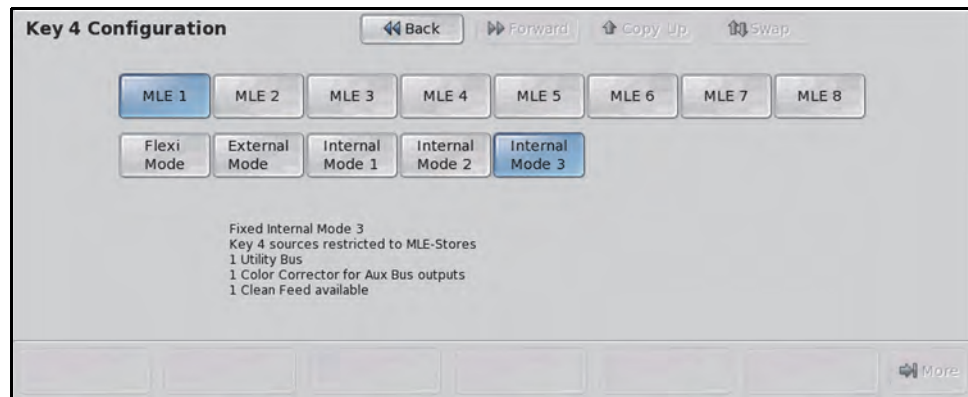 Key 4 Configuration
Back
Forward
Copy Up
Swap
MLE 1
MLE 2
MLE 3
MLE 4
MLE 5
MLE 6
MLE 7
MLE 8
Flexi
Mode
External
Mode
Internal
Mode 1
Internal
Mode 2
Internal
Mode 3
Fixed Internal Mode 3
Key 4 sources restricted to MLE-Stores
1 Utility Bus
1 Color Corrector for Aux Bus outputs
1 Clean Feed available
More